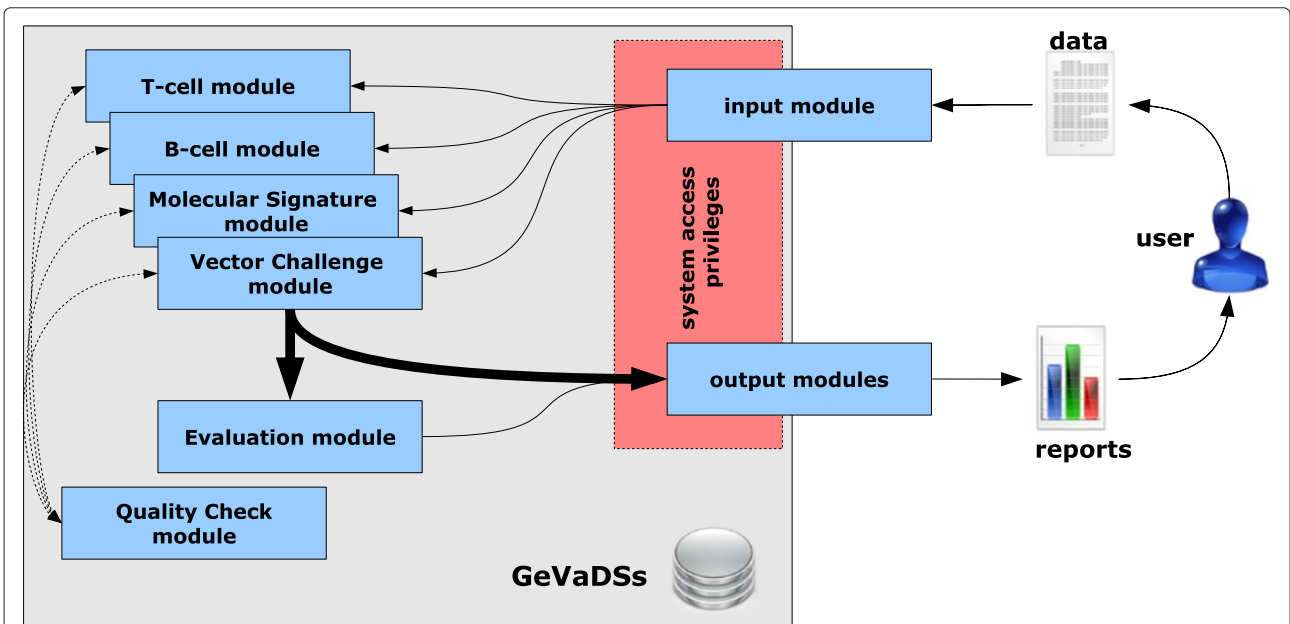 T-cell module
B-cell module
Molecular Signature
module
Vector Challenge
module
Evaluation module
Quality Check
module
system access
privileges
input module
output modules
data
user
reports
GeVaDSs